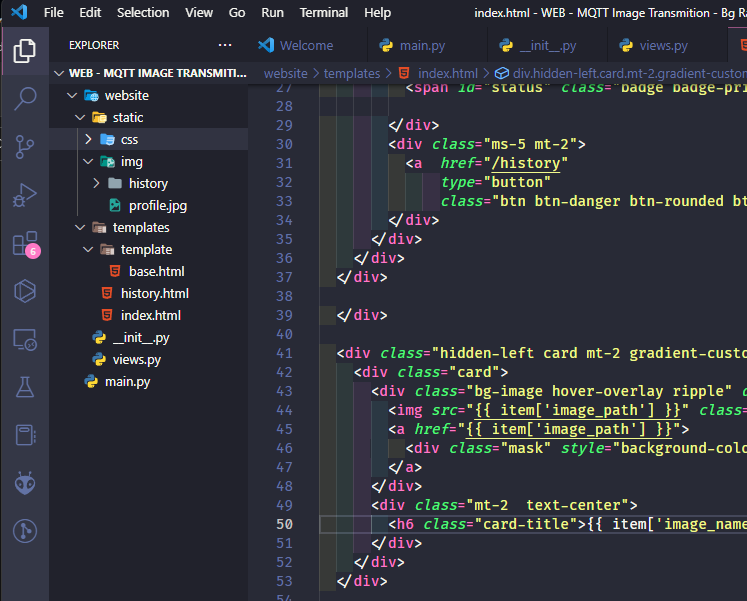 File Edit Selection View Go Run Terminal Help index.html - WEB - MQTT Image Transmition - Bg Ra
EXPLORER ···
Welcome main.py __init__.py views.py
WEB - MQTT IMAGE TRANSMITI...
website > templates > index.html > div.hidden-left.card.mt-2.gradient-custom
website
static
css
img
history
profile.jpg
templates
template
base.html
history.html
index.html
__init__.py
views.py
main.py
6
27 <span id="status" class="badge badge-pri
28
29 </div>
30 <div class="ms-5 mt-2">
31 <a  href="/history"
32 type="button"
33 class="btn btn-danger btn-rounded bt
34 </div>
35 </div>
36 </div>
37 </div>
38
39 </div>
40
41 <div class="hidden-left card mt-2 gradient-custo
42 <div class="card">
43 <div class="bg-image hover-overlay ripple" d
44 <img src="{{ item['image_path'] }}" class=
45 <a href="{{ item['image_path'] }}">
46 <div class="mask" style="background-colo
47 </a>
48 </div>
49 <div class="mt-2  text-center">
50 <h6 class="card-title">{{ item['image_name
51 </div>
52 </div>
53 </div>
54